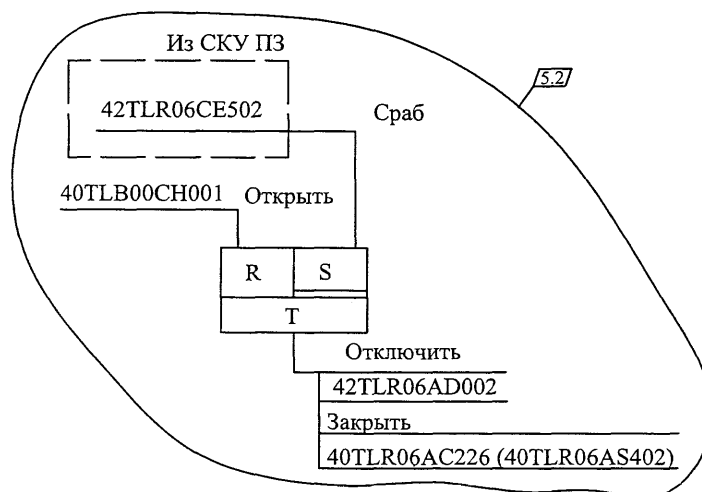 Из СКУ ПЗ
5.2
42TLR06CE502
Сраб
40TLB00CH001 Открыть
R S
T
Отключить
42TLR06AD002
Закрыть
40TLR06AC226 (40TLR06AS402)